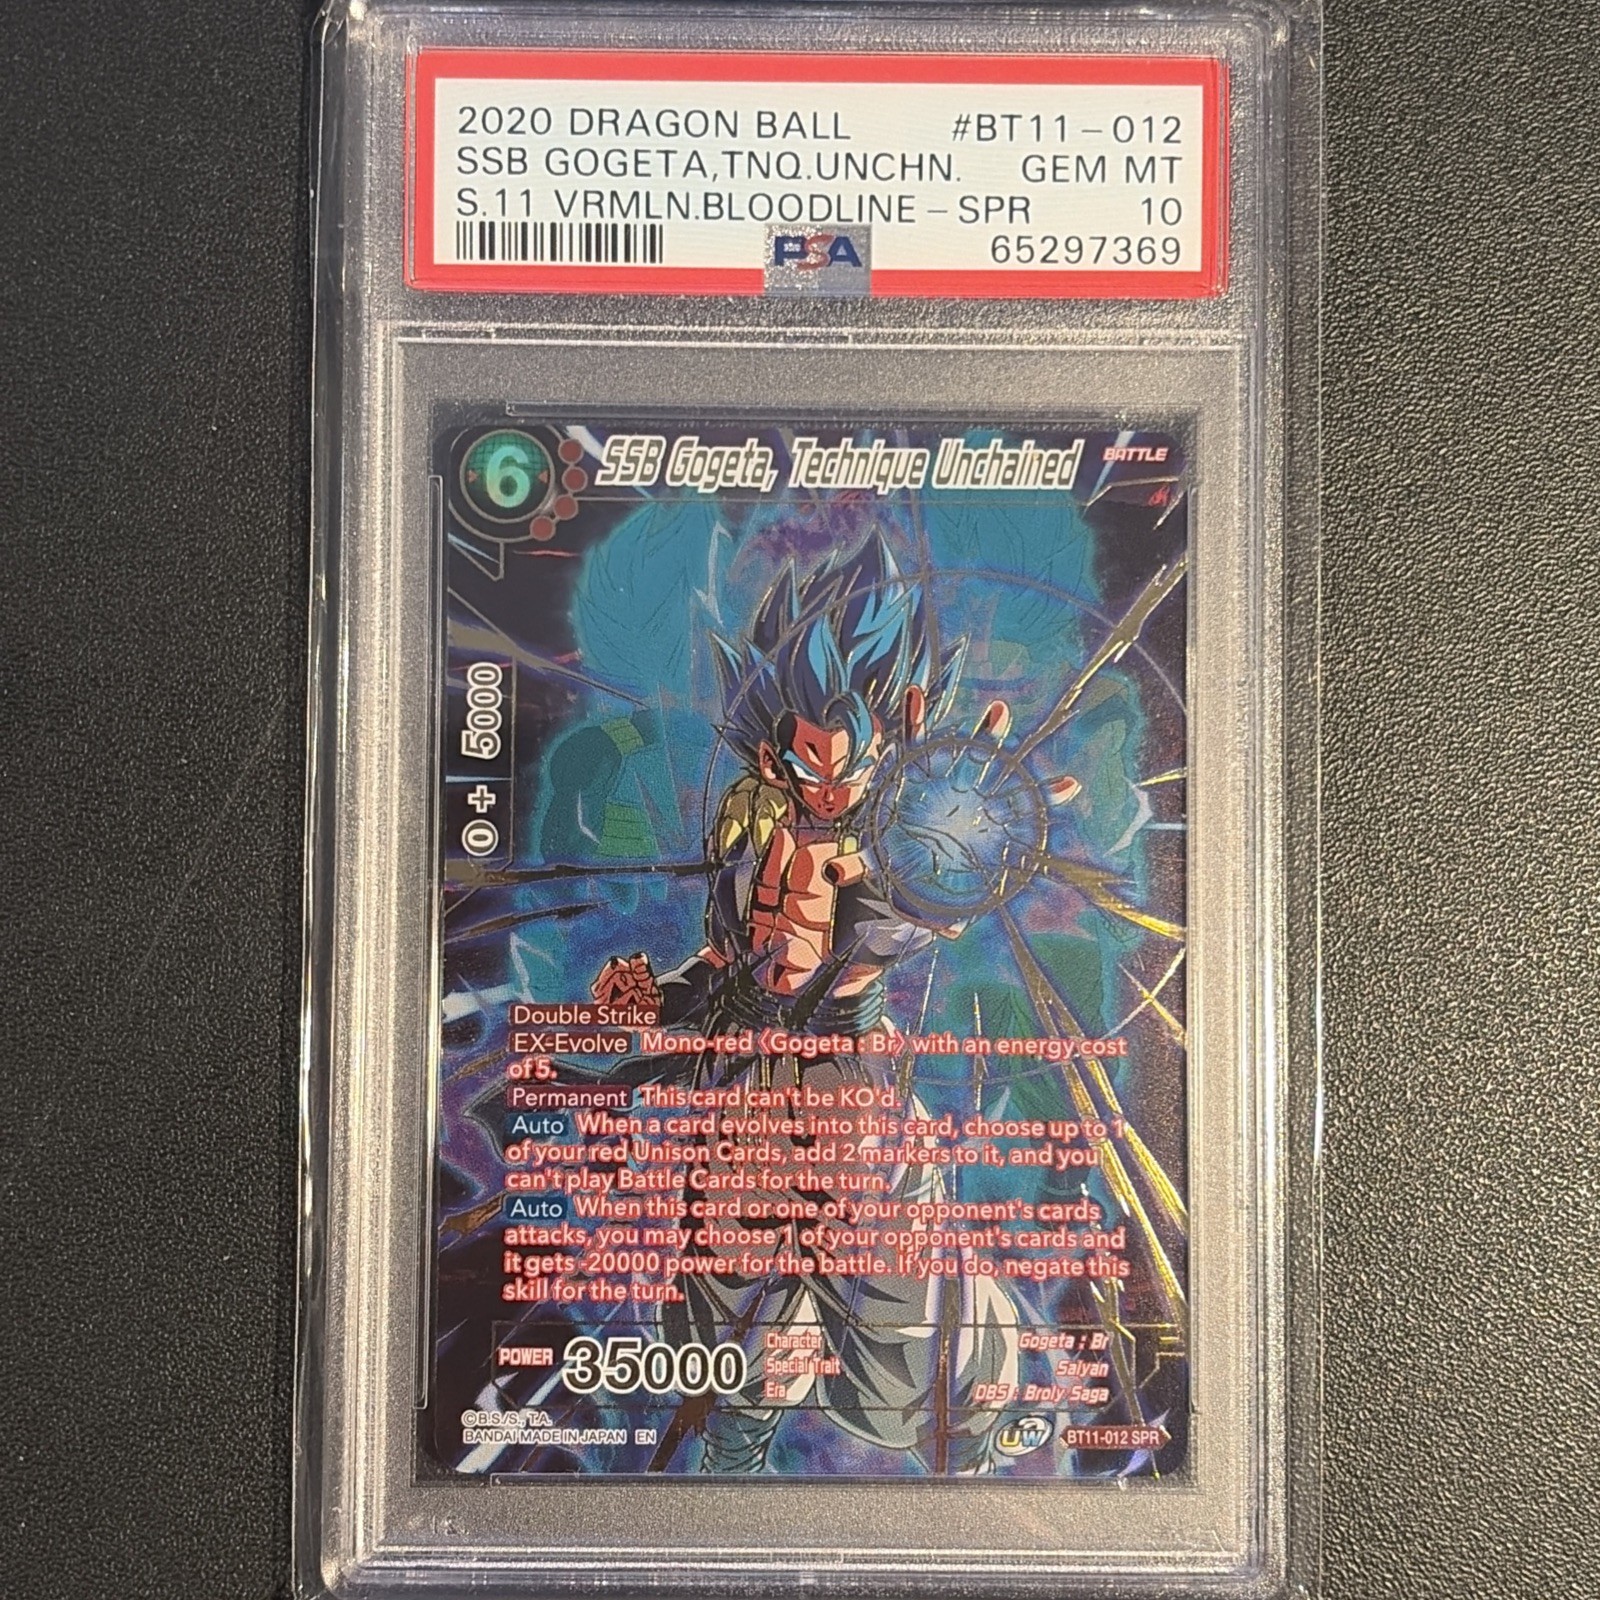 2020 DRAGON BALL #BT11-012
SSB GOGETA,TNQ.UNCHN. GEM MT
S.11 VRMLN.BLOODLINE-SPR 10
PSA 65297369
6 SSB Gogeta, Technique Unchained BATTLE
0+ 5000
Double Strike
EX-Evolve Mono-red 《Gogeta : Br》 with an energy cost
of 5.
Permanent This card can't be KO'd.
Auto When a card evolves into this card, choose up to 1
of your red Unison Cards, add 2 markers to it, and you
can't play Battle Cards for the turn.
Auto When this card or one of your opponent's cards
attacks, you may choose 1 of your opponent's cards and
it gets -20000 power for the battle. If you do, negate this
skill for the turn.
POWER 35000
Character Gogeta : Br
Special Trait Saiyan
Era DBS : Broly Saga
©B.S./S., T.A.
BANDAI MADE IN JAPAN EN
UW BT11-012 SPR